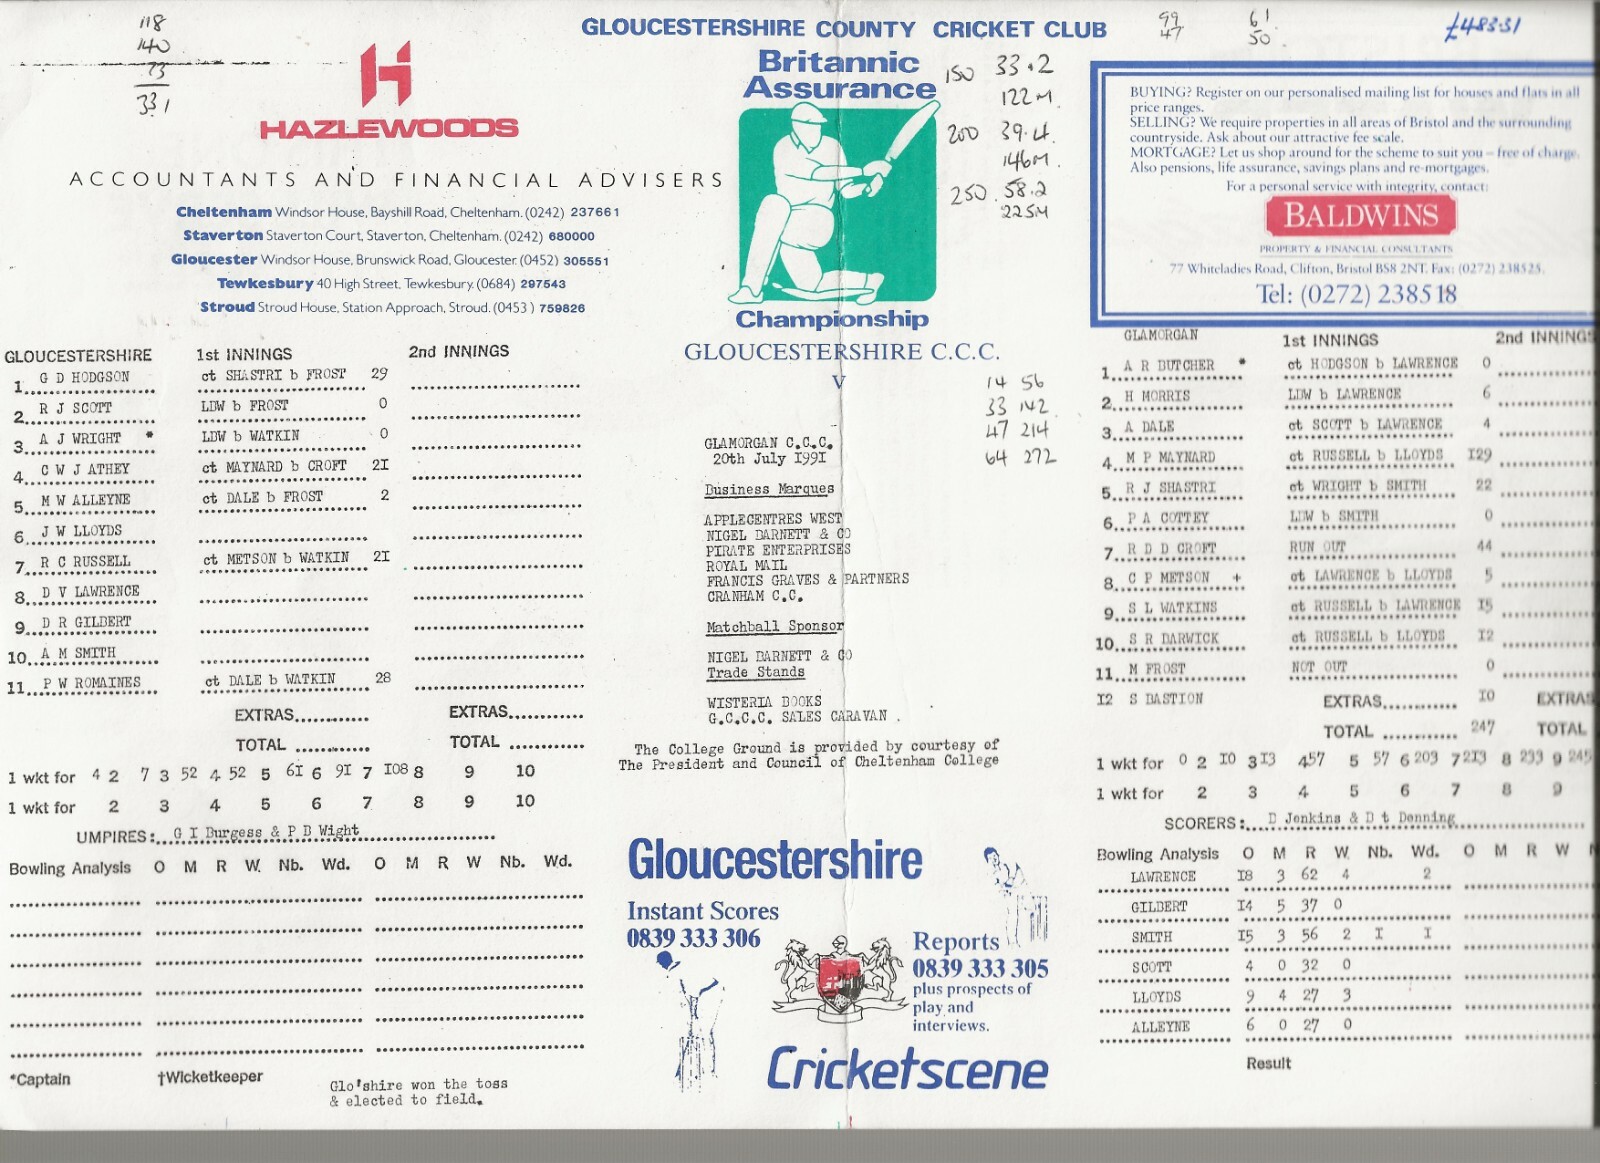 118
140
73
331
HAZLEWOODS
ACCOUNTANTS AND FINANCIAL ADVISERS
Cheltenham Windsor House, Bayshill Road, Cheltenham. (0242) 237661
Staverton Staverton Court, Staverton, Cheltenham. (0242) 680000
Gloucester Windsor House, Brunswick Road, Gloucester. (0452) 305551
Tewkesbury 40 High Street, Tewkesbury. (0684) 297543
Stroud Stroud House, Station Approach, Stroud. (0453) 759826
GLOUCESTERSHIRE COUNTY CRICKET CLUB
Britannic
Assurance
Championship
150 33.2
122M
200 39.4
146M.
250 58.2
225M
99
47
61
50
£483.31
BUYING? Register on our personalised mailing list for houses and flats in all
price ranges.
SELLING? We require properties in all areas of Bristol and the surrounding
countryside. Ask about our attractive fee scale.
MORTGAGE? Let us shop around for the scheme to suit you – free of charge.
Also pensions, life assurance, savings plans and re-mortgages.
For a personal service with integrity, contact:
BALDWINS
PROPERTY & FINANCIAL CONSULTANTS
77 Whiteladies Road, Clifton, Bristol BS8 2NT. Fax: (0272) 238525.
Tel: (0272) 238518
GLOUCESTERSHIRE 1st INNINGS 2nd INNINGS
1 G D HODGSON ct SHASTRI b FROST 29
2 R J SCOTT LBW b FROST 0
3 A J WRIGHT * LBW b WATKIN 0
4 C W J ATHEY ct MAYNARD b CROFT 21
5 M W ALLEYNE ct DALE b FROST 2
6 J W LLOYDS
7 R C RUSSELL ct METSON b WATKIN 21
8 D V LAWRENCE
9 D R GILBERT
10 A M SMITH
11 P W ROMAINES ct DALE b WATKIN 28
EXTRAS EXTRAS
TOTAL TOTAL
1 wkt for 4 2 7 3 52 4 52 5 61 6 91 7 108 8 9 10
1 wkt for 2 3 4 5 6 7 8 9 10
UMPIRES: G I Burgess & P B Wight
Bowling Analysis O M R W. Nb. Wd. O M R W Nb. Wd.
*Captain †Wicketkeeper
Glo'shire won the toss
& elected to field.
GLOUCESTERSHIRE C.C.C.
V
14 56
33 142
47 214
64 272
GLAMORGAN C.C.C.
20th July 1991
Business Marques
APPLECENTRES WEST
NIGEL BARNETT & CO
PIRATE ENTERPRISES
ROYAL MAIL
FRANCIS GRAVES & PARTNERS
CRANHAM C.C.
Matchball Sponsor
NIGEL BARNETT & CO
Trade Stands
WISTERIA BOOKS
G.C.C.C. SALES CARAVAN.
The College Ground is provided by courtesy of
The President and Council of Cheltenham College
Gloucestershire
Instant Scores
0839 333 306
Reports
0839 333 305
plus prospects of
play and
interviews.
Cricketscene
GLAMORGAN 1st INNINGS 2nd INNINGS
1 A R BUTCHER * ct HODGSON b LAWRENCE 0
2 H MORRIS LBW b LAWRENCE 6
3 A DALE ct SCOTT b LAWRENCE 4
4 M P MAYNARD ct RUSSELL b LLOYDS 129
5 R J SHASTRI ct WRIGHT b SMITH 22
6 P A COTTEY LBW b SMITH 0
7 R D D CROFT RUN OUT 44
8 C P METSON + ct LAWRENCE b LLOYDS 5
9 S L WATKINS ct RUSSELL b LAWRENCE 15
10 S R BARWICK ct RUSSELL b LLOYDS 12
11 M FROST NOT OUT 0
12 S BASTION EXTRAS 10 EXTRAS
TOTAL 247 TOTAL
1 wkt for 0 2 10 3 13 4 57 5 57 6 203 7 213 8 233 9 245
1 wkt for 2 3 4 5 6 7 8 9
SCORERS: B Jenkins & B t Denning
Bowling Analysis O M R W. Nb. Wd. O M R W
LAWRENCE 18 3 62 4 2
GILBERT 14 5 37 0
SMITH 15 3 56 2 1 1
SCOTT 4 0 32 0
LLOYDS 9 4 27 3
ALLEYNE 6 0 27 0
Result